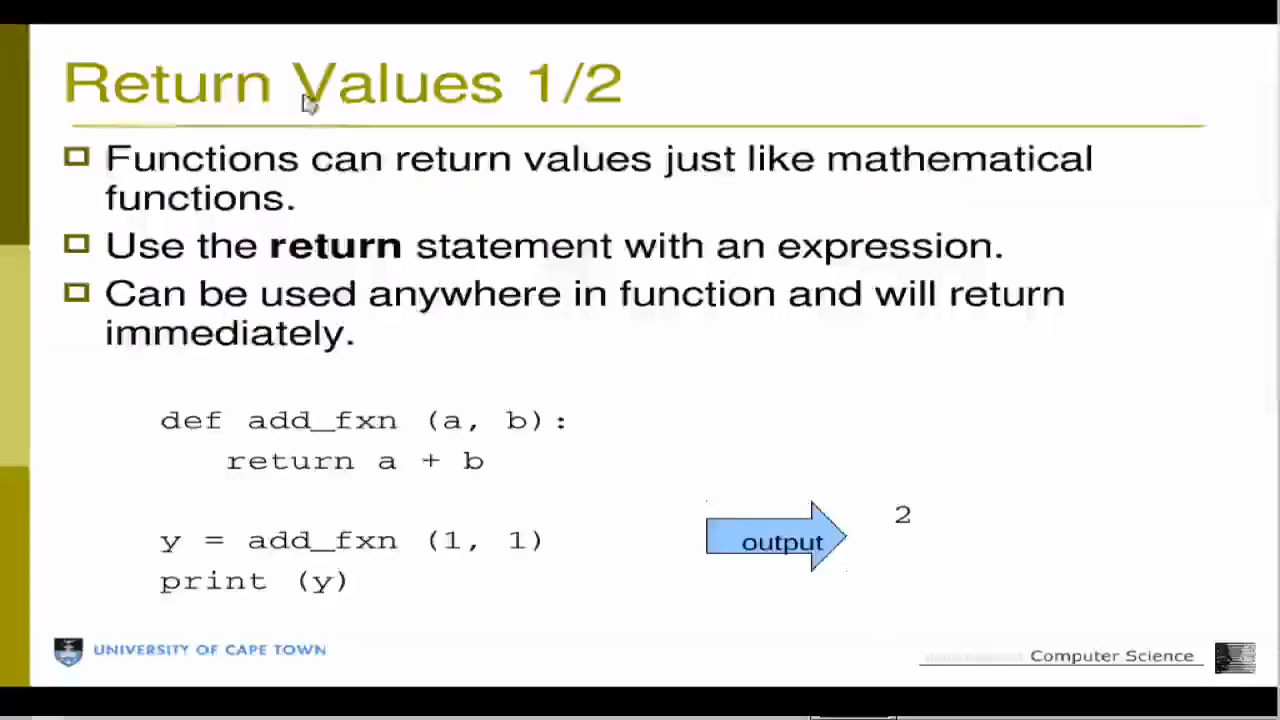 Return Values 1/2
Functions can return values just like mathematical
functions.
Use the return statement with an expression.
Can be used anywhere in function and will return
immediately.
def add_fxn (a, b):
return a + b
y = add_fxn (1, 1)
print (y)
output
2
UNIVERSITY OF CAPE TOWN
Computer Science